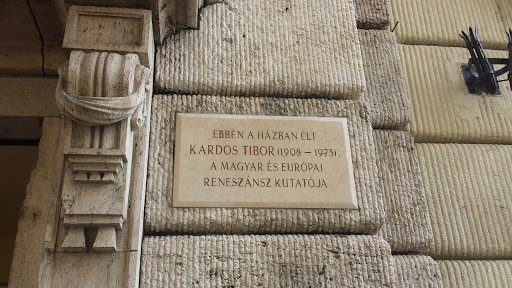 EBBEN A HÁZBAN ÉLT
KARDOS TIBOR (1908 – 1973),
A MAGYAR ÉS EURÓPAI
RENESZÁNSZ KUTATÓJA